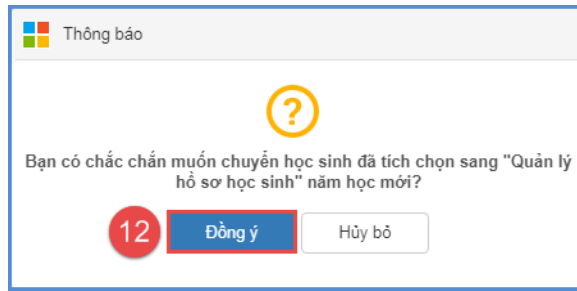 Thông báo
?
Bạn có chắc chắn muốn chuyển học sinh đã tích chọn sang "Quản lý
hồ sơ học sinh" năm học mới?
12 Đồng ý Hủy bỏ